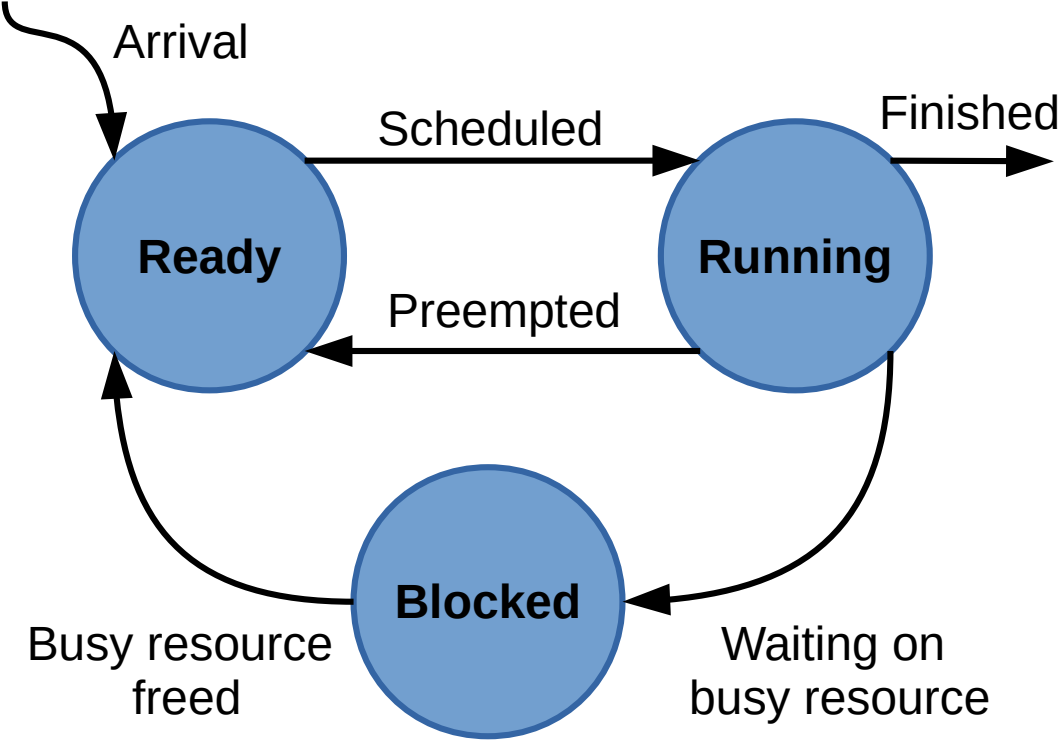 Arrival
Scheduled
Finished
Ready
Running
Preempted
Blocked
Busy resource
freed
Waiting on
busy resource